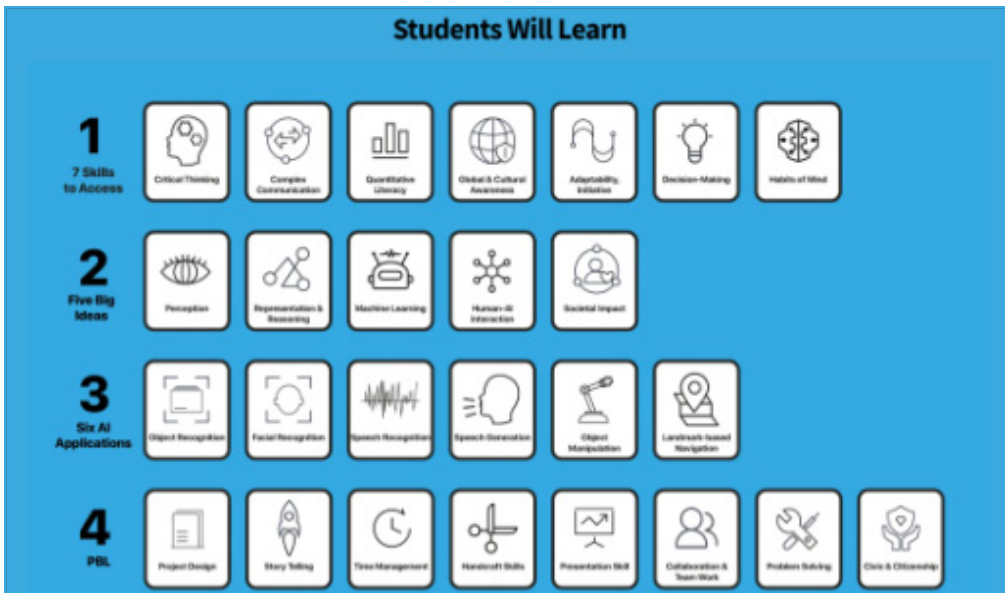 Students Will Learn
1
7 Skills
to Access
Critical Thinking
Complex
Communication
Quantitative
Literacy
Global & Cultural
Awareness
Adaptability,
Initiative
Decision-Making
Habits of Mind
2
Five Big
Ideas
Perception
Representation &
Reasoning
Machine Learning
Human-AI
Interaction
Societal Impact
3
Six AI
Applications
Object Recognition
Facial Recognition
Speech Recognition
Speech Generation
Object
Manipulation
Landmark-based
Navigation
4
PBL
Project Design
Story Telling
Time Management
Handcraft Skills
Presentation Skill
Collaboration &
Team Work
Problem Solving
Civic & Citizenship